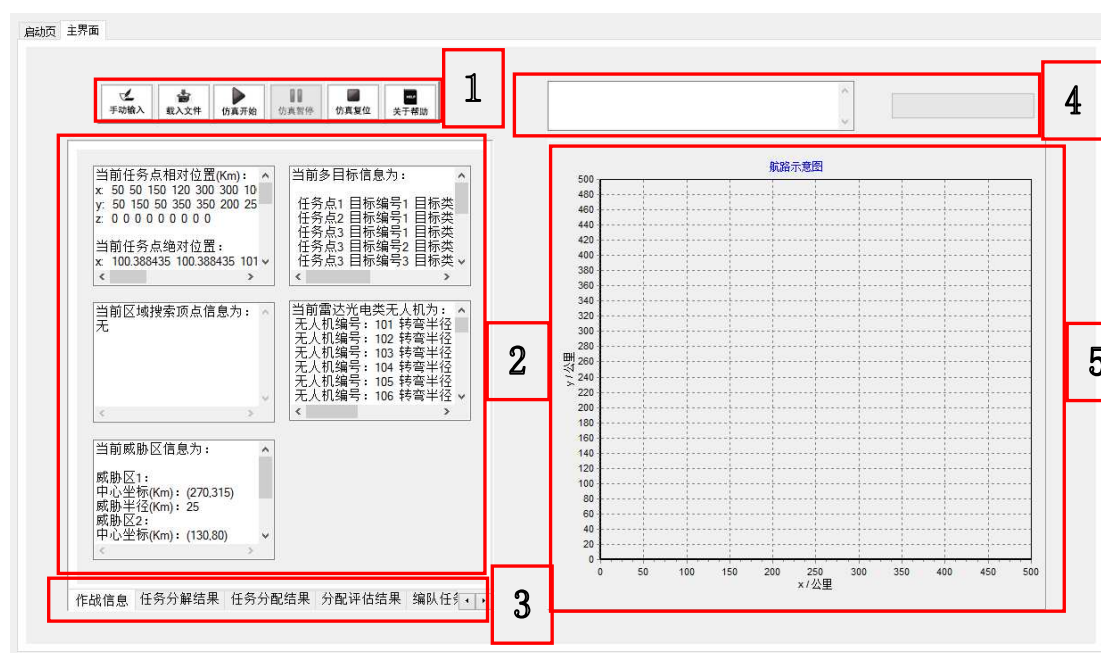 启动页 主界面
手动输入 载入文件 仿真开始 仿真暂停 仿真复位 HELP 关于帮助
1
4
当前任务点相对位置(Km)：
x: 50 50 150 120 300 300 10
y: 50 150 50 350 350 200 25
z: 0 0 0 0 0 0 0 0 0
当前任务点绝对位置：
x: 100.388435 100.388435 101
当前多目标信息为：
任务点1 目标编号1 目标类
任务点2 目标编号1 目标类
任务点3 目标编号1 目标类
任务点3 目标编号2 目标类
任务点3 目标编号3 目标类
当前区域搜索顶点信息为：
无
当前雷达光电类无人机为：
无人机编号：101 转弯半径
无人机编号：102 转弯半径
无人机编号：103 转弯半径
无人机编号：104 转弯半径
无人机编号：105 转弯半径
无人机编号：106 转弯半径
当前威胁区信息为：
威胁区1：
中心坐标(Km)：(270,315)
威胁半径(Km)：25
威胁区2：
中心坐标(Km)：(130,80)
2
作战信息 任务分解结果 任务分配结果 分配评估结果 编队任务
3
航路示意图
500
480
460
440
420
400
380
360
340
320
300
280
260
240
220
200
180
160
140
120
100
80
60
40
20
0
y/公里
0 50 100 150 200 250 300 350 400 450 500
x/公里
5